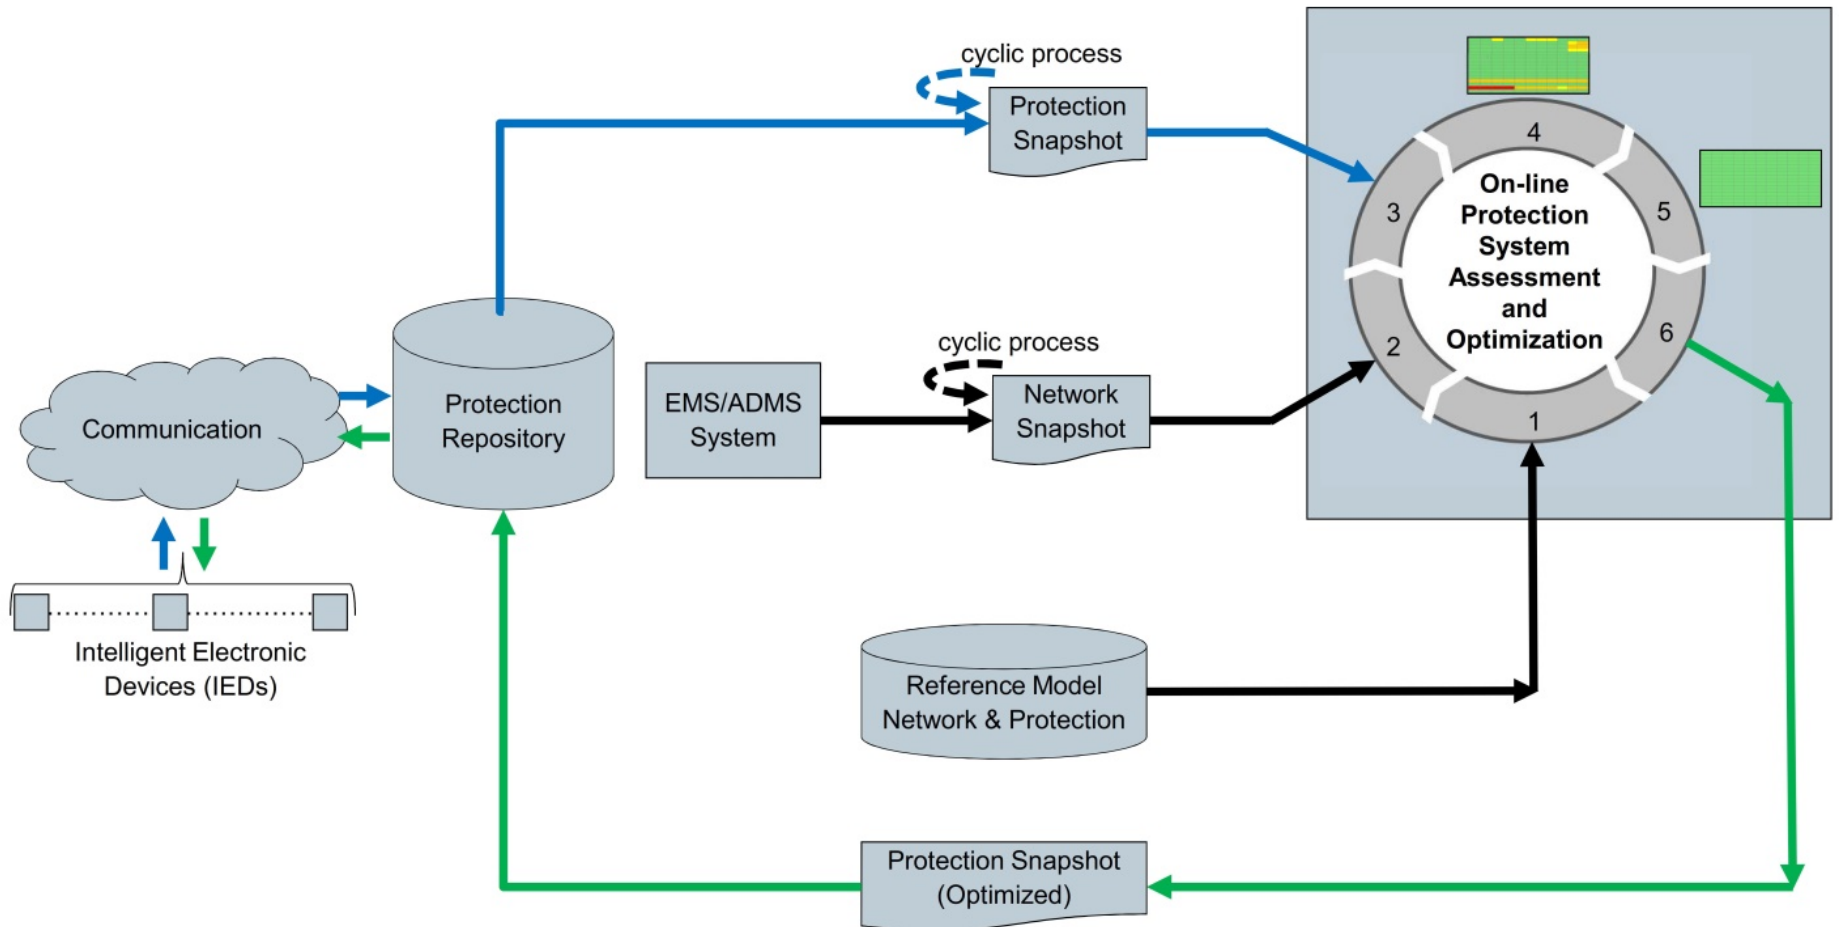 cyclic process
Protection
Snapshot
4
3
5
On-line
Protection
System
Assessment
and
Optimization
2
6
1
cyclic process
Network
Snapshot
EMS/ADMS
System
Protection
Repository
Communication
Intelligent Electronic
Devices (IEDs)
Reference Model
Network & Protection
Protection Snapshot
(Optimized)